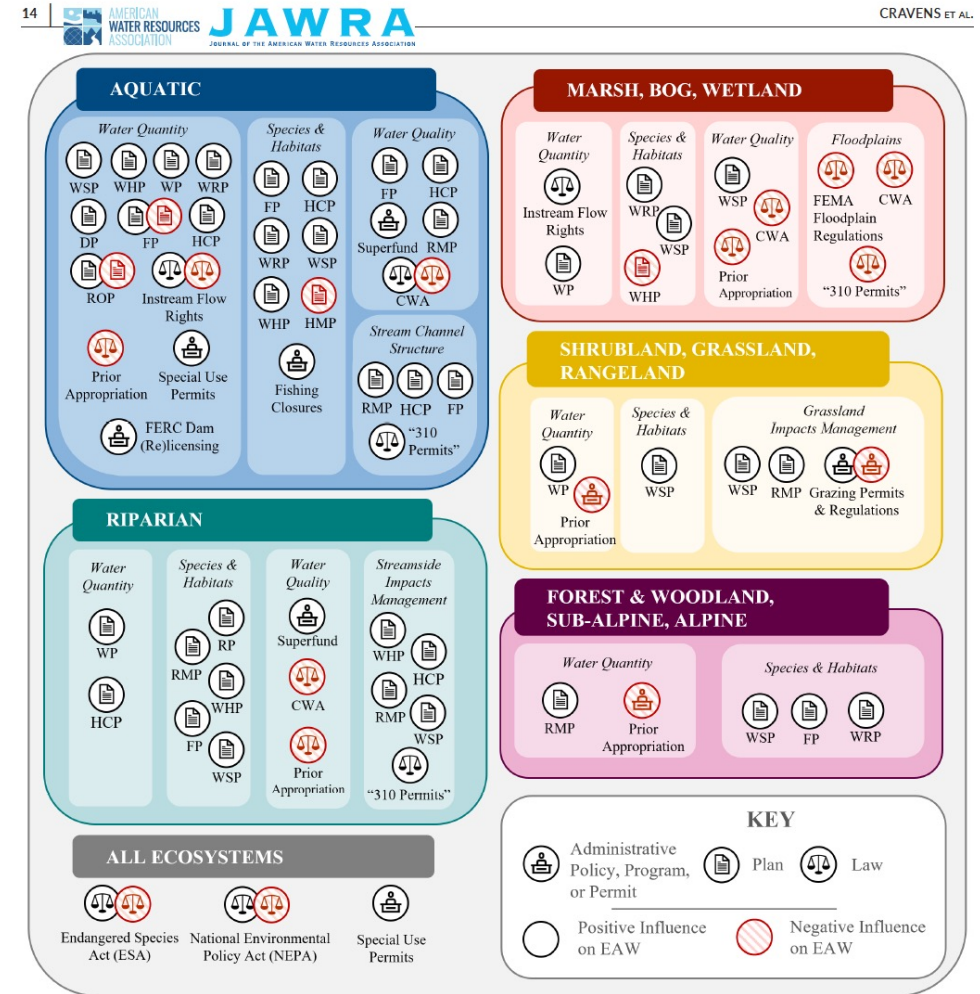 14
AMERICAN
WATER RESOURCES
ASSOCIATION
JAWRA
JOURNAL OF THE AMERICAN WATER RESOURCES ASSOCIATION
CRAVENS ET AL.
AQUATIC
Water Quantity
WSP WHP WP WRP
DP FP HCP
ROP Instream Flow
Rights
Prior
Appropriation
Special Use
Permits
FERC Dam
(Re)licensing
Species &
Habitats
FP HCP
WRP WSP
WHP HMP
Fishing
Closures
Water Quality
FP HCP
Superfund RMP
CWA
Stream Channel
Structure
RMP HCP FP
“310
Permits”
MARSH, BOG, WETLAND
Water
Quantity
Instream Flow
Rights
WP
Species &
Habitats
WRP
WSP
WHP
Water Quality
WSP
CWA
Prior
Appropriation
Floodplains
FEMA
Floodplain
Regulations
CWA
“310 Permits”
SHRUBLAND, GRASSLAND,
RANGELAND
Water
Quantity
WP
Prior
Appropriation
Species &
Habitats
WSP
Grassland
Impacts Management
WSP RMP Grazing Permits
& Regulations
RIPARIAN
Water
Quantity
WP
HCP
Species &
Habitats
RP
RMP
WHP
FP
WSP
Water
Quality
Superfund
CWA
Prior
Appropriation
Streamside
Impacts
Management
WHP
HCP
RMP
WSP
“310 Permits”
FOREST & WOODLAND,
SUB-ALPINE, ALPINE
Water Quantity
RMP
Prior
Appropriation
Species & Habitats
WSP FP WRP
ALL ECOSYSTEMS
Endangered Species
Act (ESA)
National Environmental
Policy Act (NEPA)
Special Use
Permits
KEY
Administrative
Policy, Program,
or Permit
Plan
Law
Positive Influence
on EAW
Negative Influence
on EAW